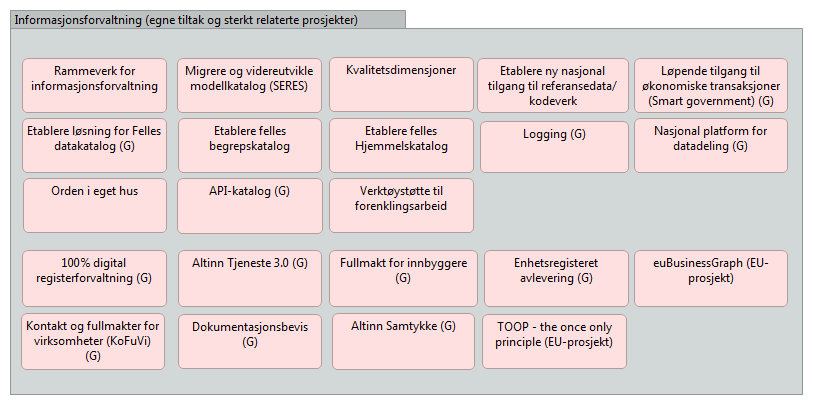 Informasjonsforvaltning (egne tiltak og sterkt relaterte prosjekter)
Rammeverk for
informasjonforvaltning
Migrere og videreutvikle
modellkatalog (SERES)
Kvalitetsdimensjoner
Etablere ny nasjonal
tilgang til referansedata/
kodeverk
Løpende tilgang til
økonomiske transaksjoner
(Smart government) (G)
Etablere løsning for Felles
datakatalog (G)
Etablere felles
begrepskatalog
Etablere felles
Hjemmelskatalog
Logging (G)
Nasjonal platform for
datadeling (G)
Orden i eget hus
API-katalog (G)
Verktøystøtte til
forenklingsarbeid
100% digital
registerforvaltning (G)
Altinn Tjeneste 3.0 (G)
Fullmakt for innbyggere
(G)
Enhetsregisteret
avlevering (G)
euBusinessGraph (EU-
prosjekt)
Kontakt og fullmakter for
virksomheter (KoFuVi)
(G)
Dokumentasjonsbevis
(G)
Altinn Samtykke (G)
TOOP - the once only
principle (EU-prosjekt)